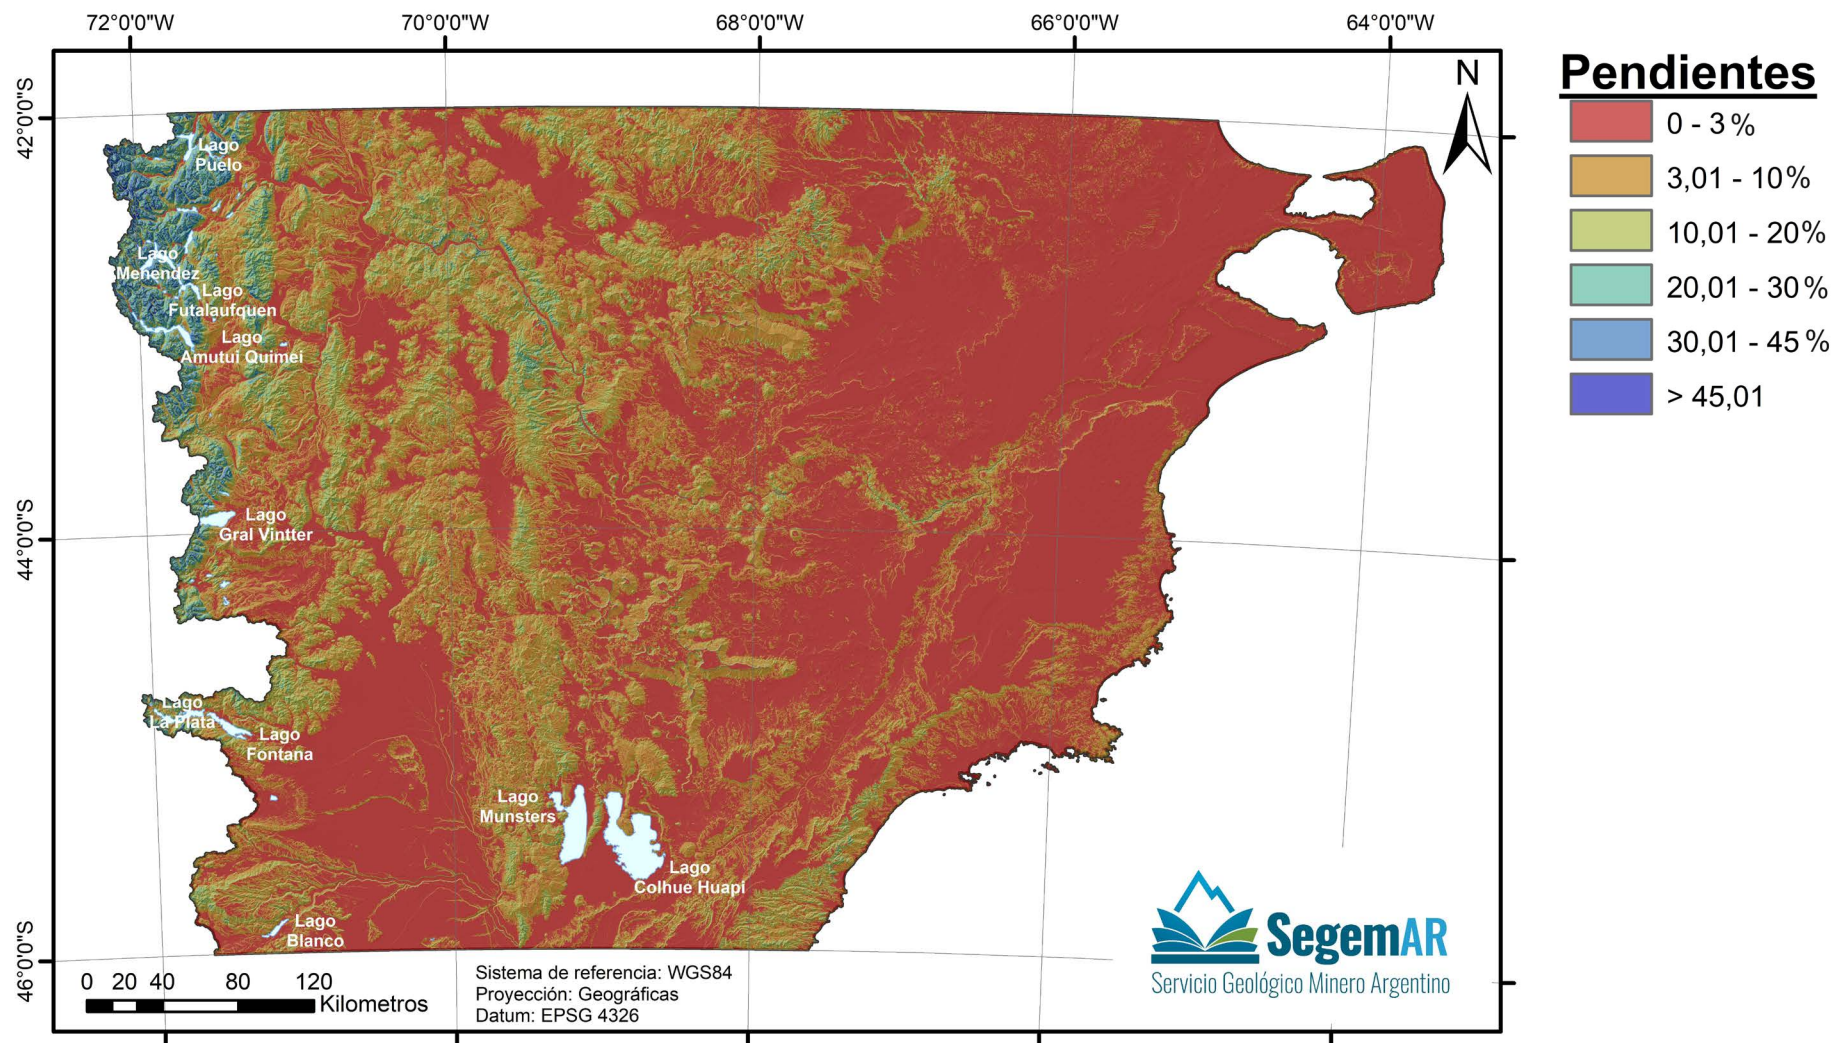 72°0'0"W
70°0'0"W
68°0'0"W
66°0'0"W
64°0'0"W
42°0'0"S
44°0'0"S
46°0'0"S
N
Lago
Puelo
Lago
Menendez
Lago
Futalaufquen
Lago
Amutui Quimei
Lago
Gral Vintter
Lago
La Plata
Lago
Fontana
Lago
Munsters
Lago
Colhue Huapi
Lago
Blanco
0 20 40 80 120
Kilometros
Sistema de referencia: WGS84
Proyección: Geográficas
Datum: EPSG 4326
SegemAR
Servicio Geológico Minero Argentino
Pendientes
0 - 3 %
3,01 - 10%
10,01 - 20%
20,01 - 30 %
30,01 - 45 %
> 45,01